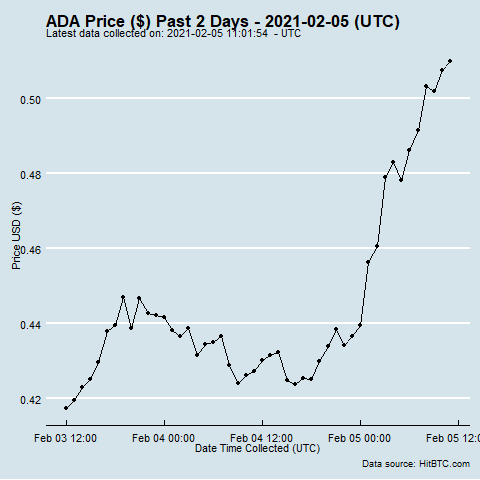 ADA Price ($) Past 2 Days - 2021-02-05 (UTC)
Latest data collected on: 2021-02-05 11:01:54 - UTC
0.50
0.48
0.46
0.44
0.42
Price USD ($)
Feb 03 12:00 Feb 04 00:00 Feb 04 12:00 Feb 05 00:00 Feb 05 12:00
Date Time Collected (UTC)
Data source: HitBTC.com